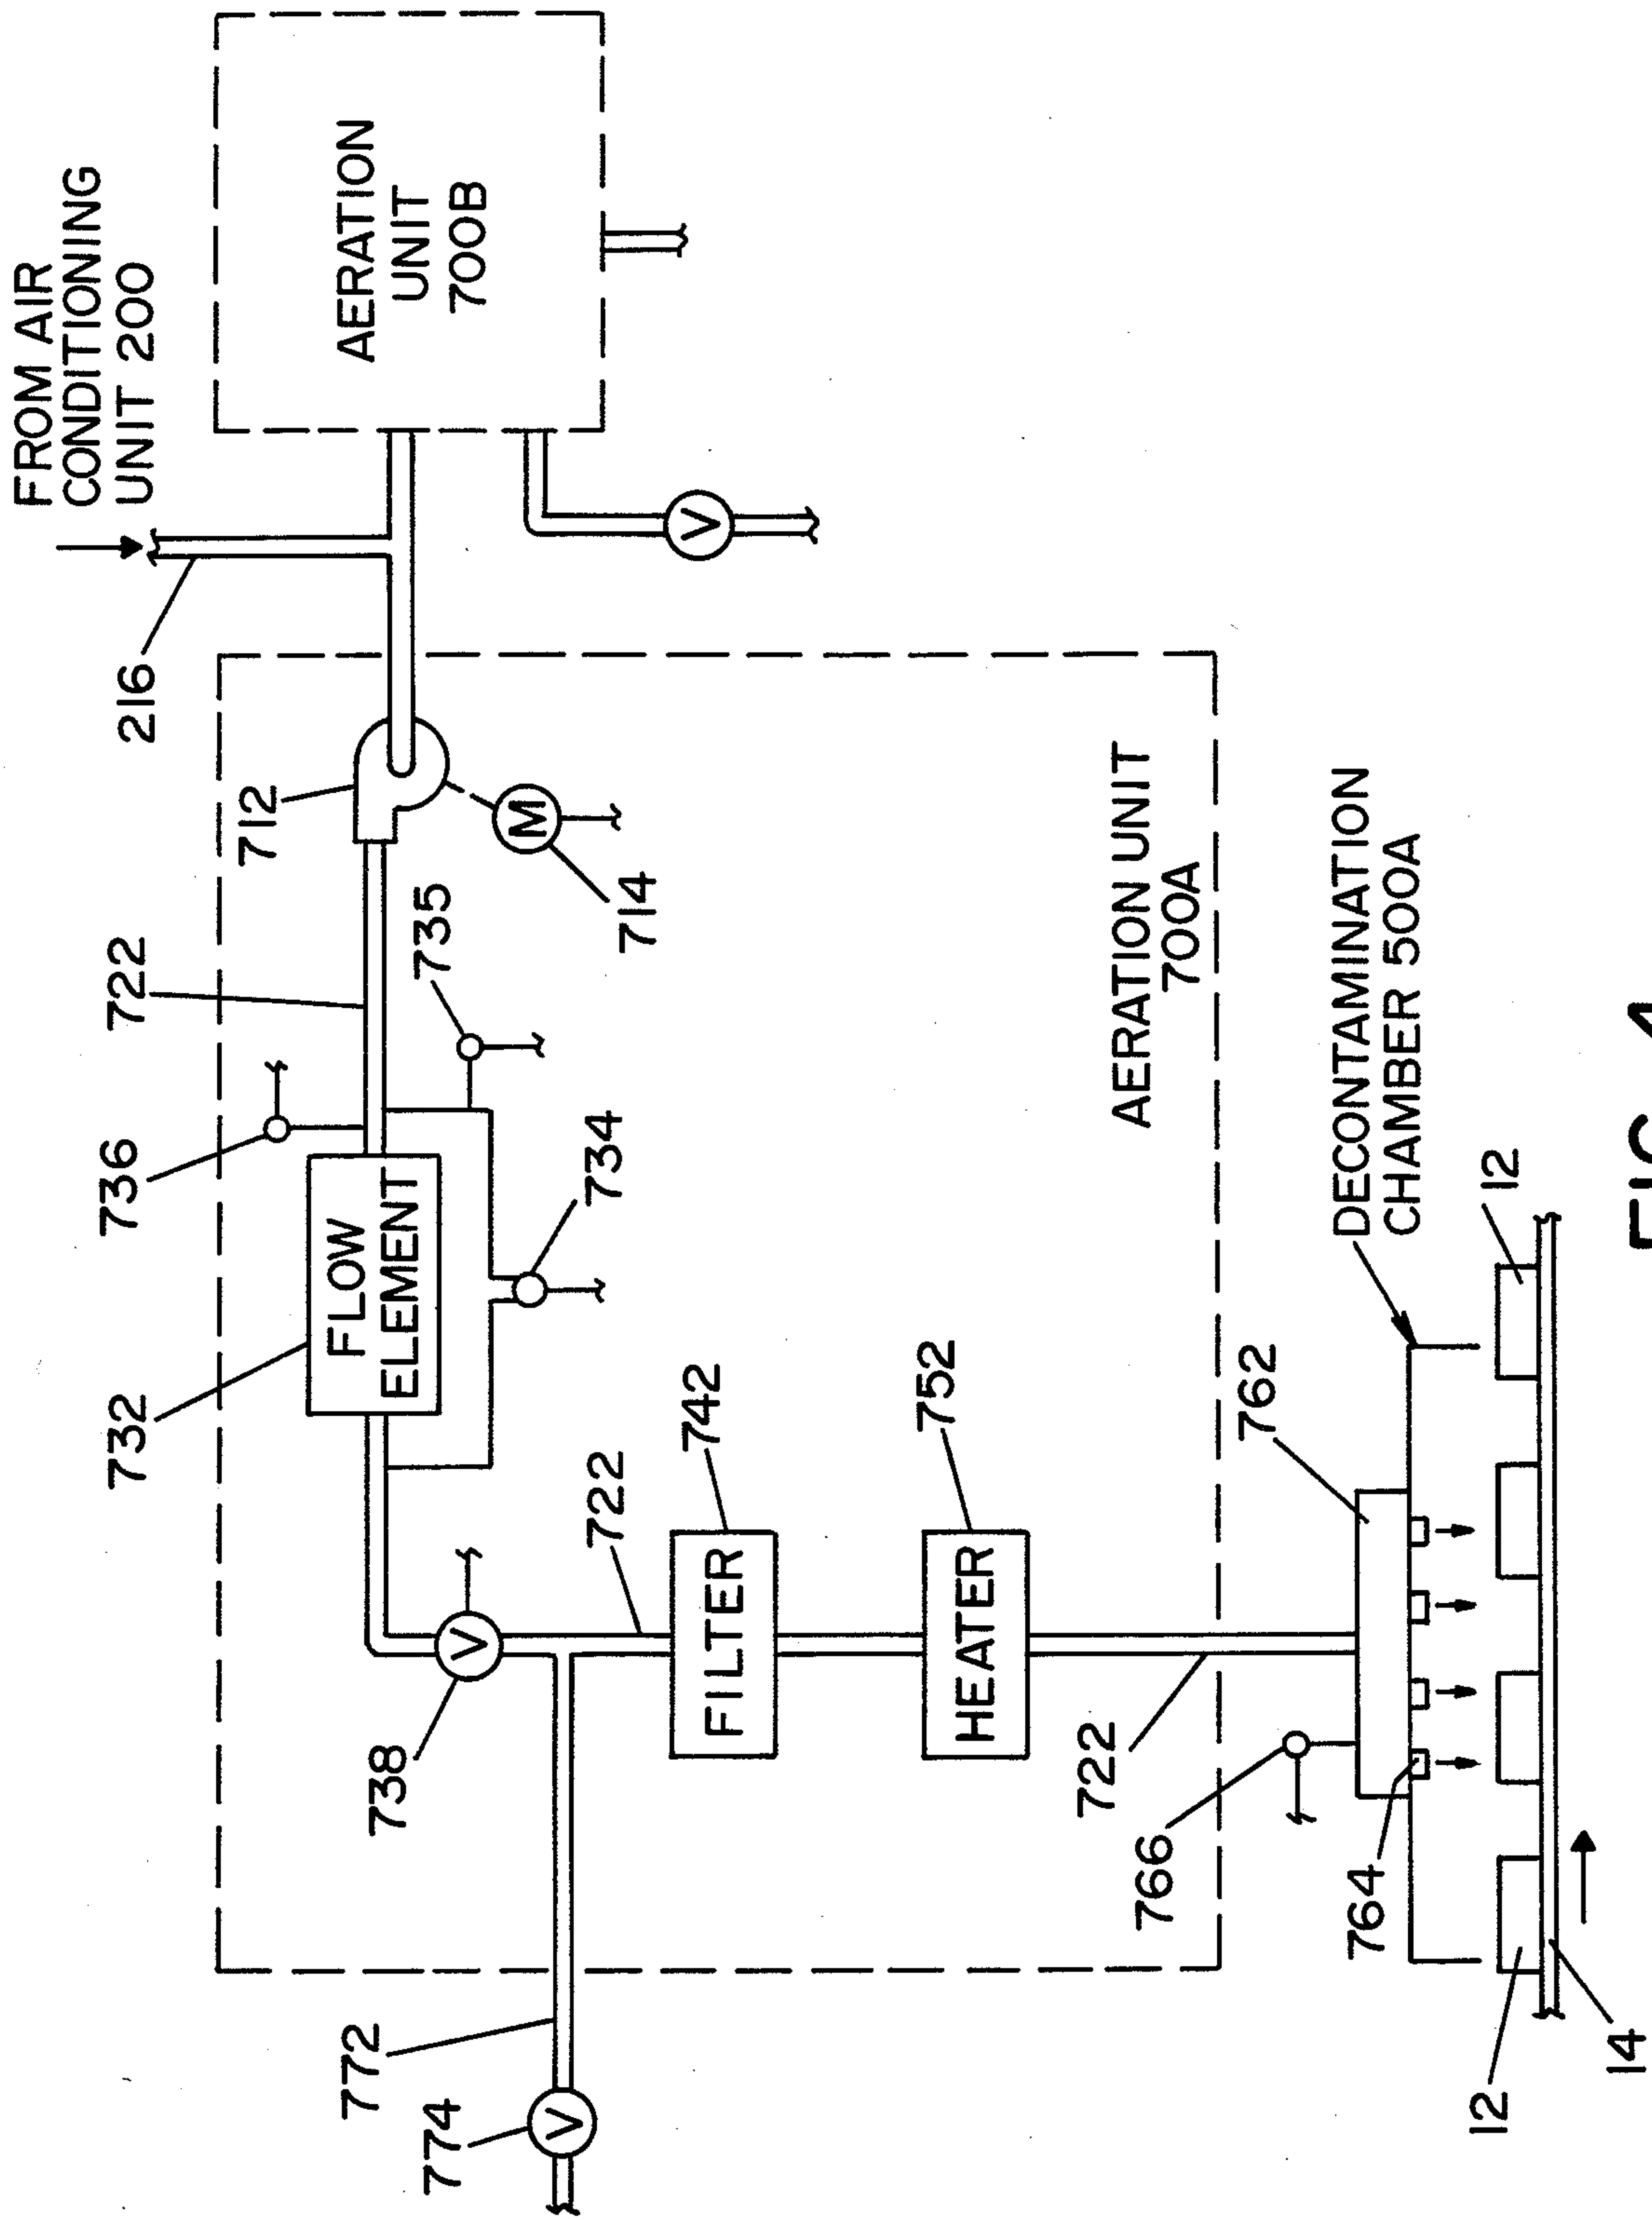 FROM AIR
CONDITIONING
UNIT 200
216
AERATION
UNIT
700B
V
712
M
714
722
735
736
FLOW
ELEMENT
732
734
V
738
722
FILTER
742
HEATER
752
722
AERATION UNIT
700A
772
V
774
766
762
764
DECONTAMINATION
CHAMBER 500A
12
12
14